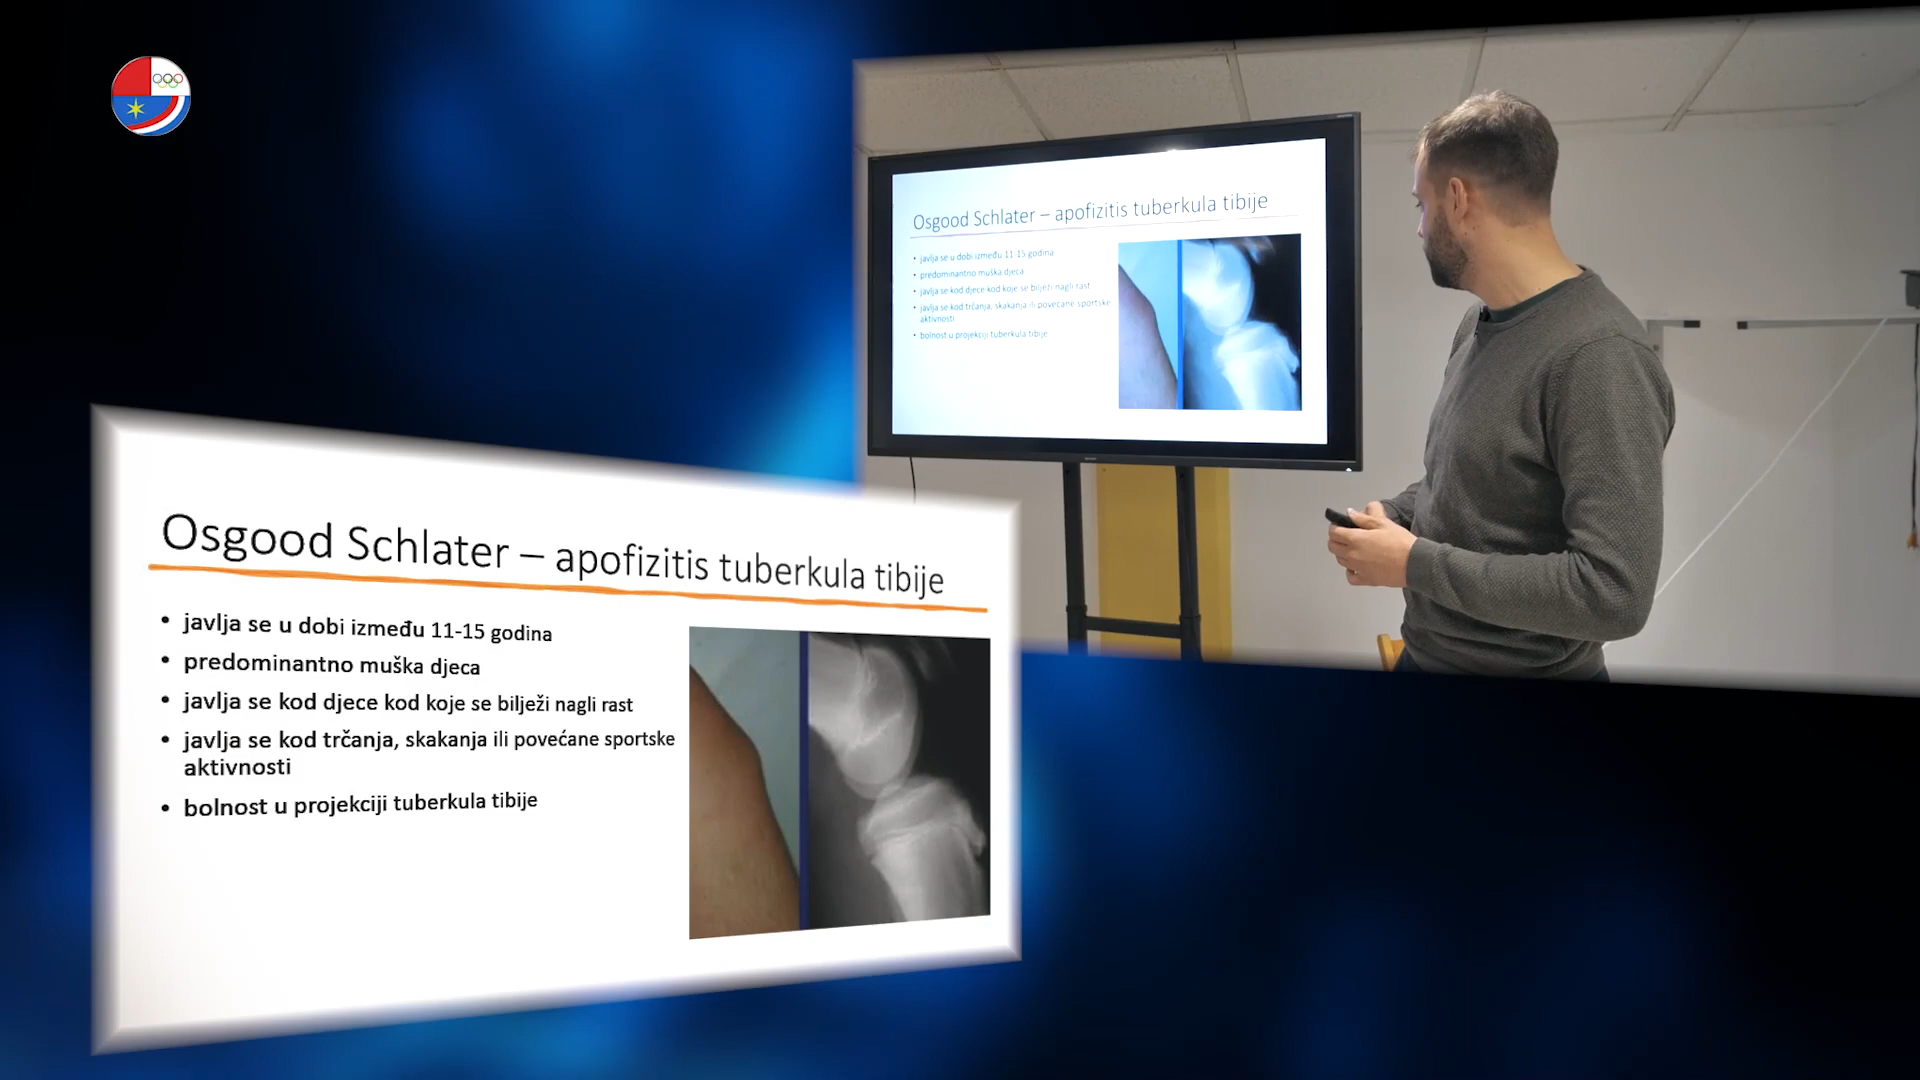 Osgood Schlater – apofizitis tuberkula tibije
• javlja se u dobi između 11-15 godina
• predominantno muška djeca
• javlja se kod djece kod koje se bilježi nagli rast
• javlja se kod trčanja, skakanja ili povećane sportske
aktivnosti
• bolnost u projekciji tuberkula tibije
Osgood Schlater – apofizitis tuberkula tibije
• javlja se u dobi između 11-15 godina
• predominantno muška djeca
• javlja se kod djece kod koje se bilježi nagli rast
• javlja se kod trčanja, skakanja ili povećane sportske
aktivnosti
• bolnost u projekciji tuberkula tibije